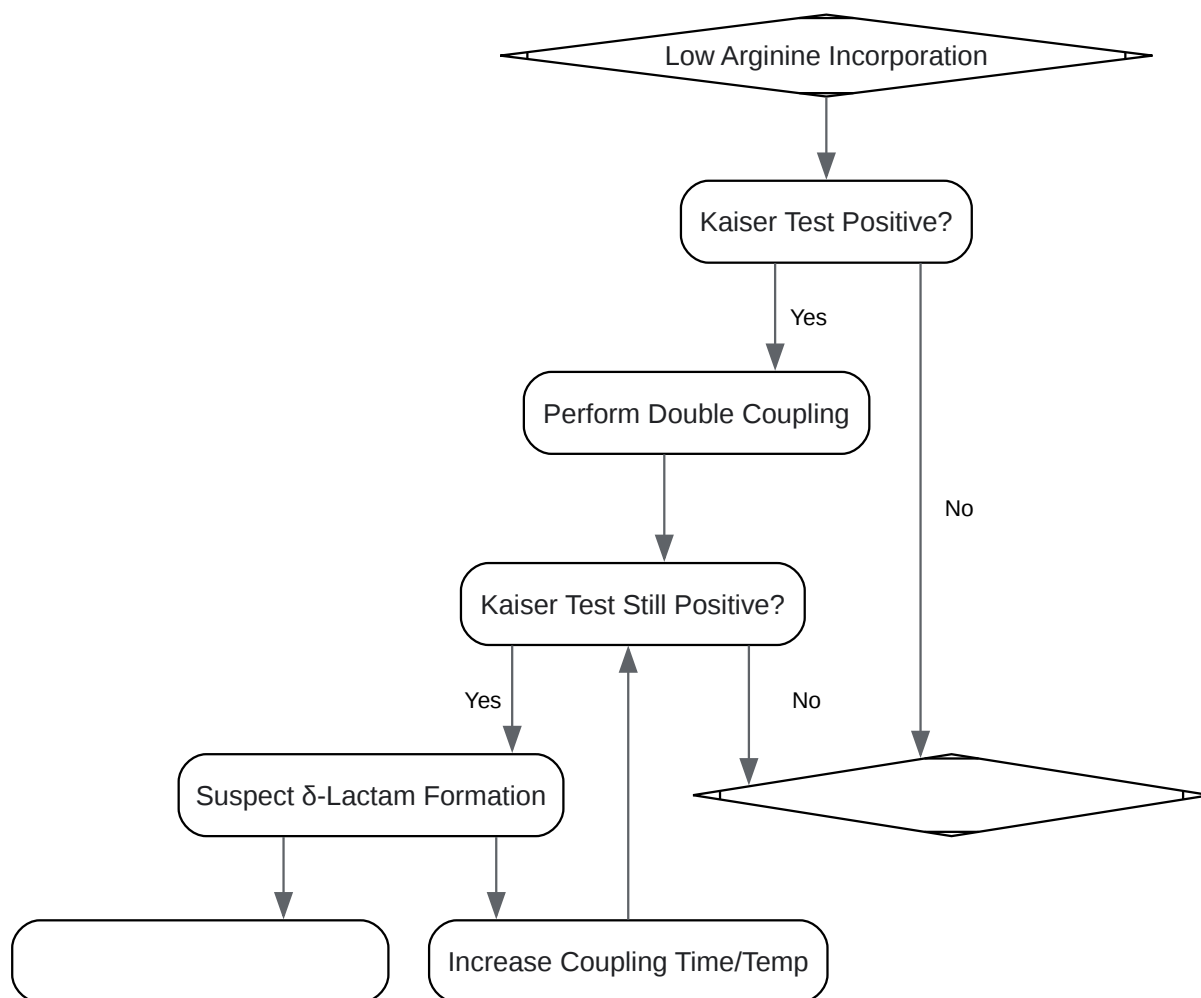 Low Arginine Incorporation
Kaiser Test Positive?
Yes
Perform Double Coupling
No
Kaiser Test Still Positive?
Yes
No
Suspect δ-Lactam Formation
Increase Coupling Time/Temp